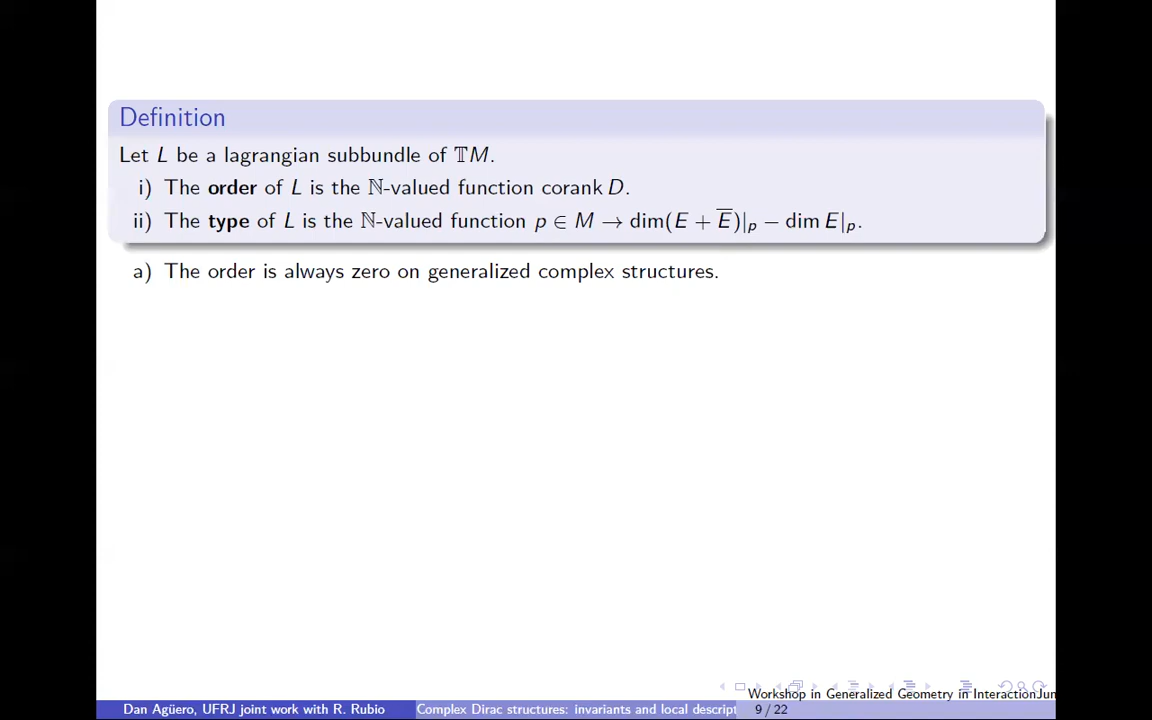 Definition
Let L be a lagrangian subbundle of 𝕋M.
i) The order of L is the ℕ-valued function corank D.
ii) The type of L is the ℕ-valued function p ∈ M → dim(E + E̅)|ₚ − dim E|ₚ.
a) The order is always zero on generalized complex structures.
Workshop in Generalized Geometry in InteractionJun
Dan Agüero, UFRJ joint work with R. Rubio
Complex Dirac structures: invariants and local descript
9 / 22